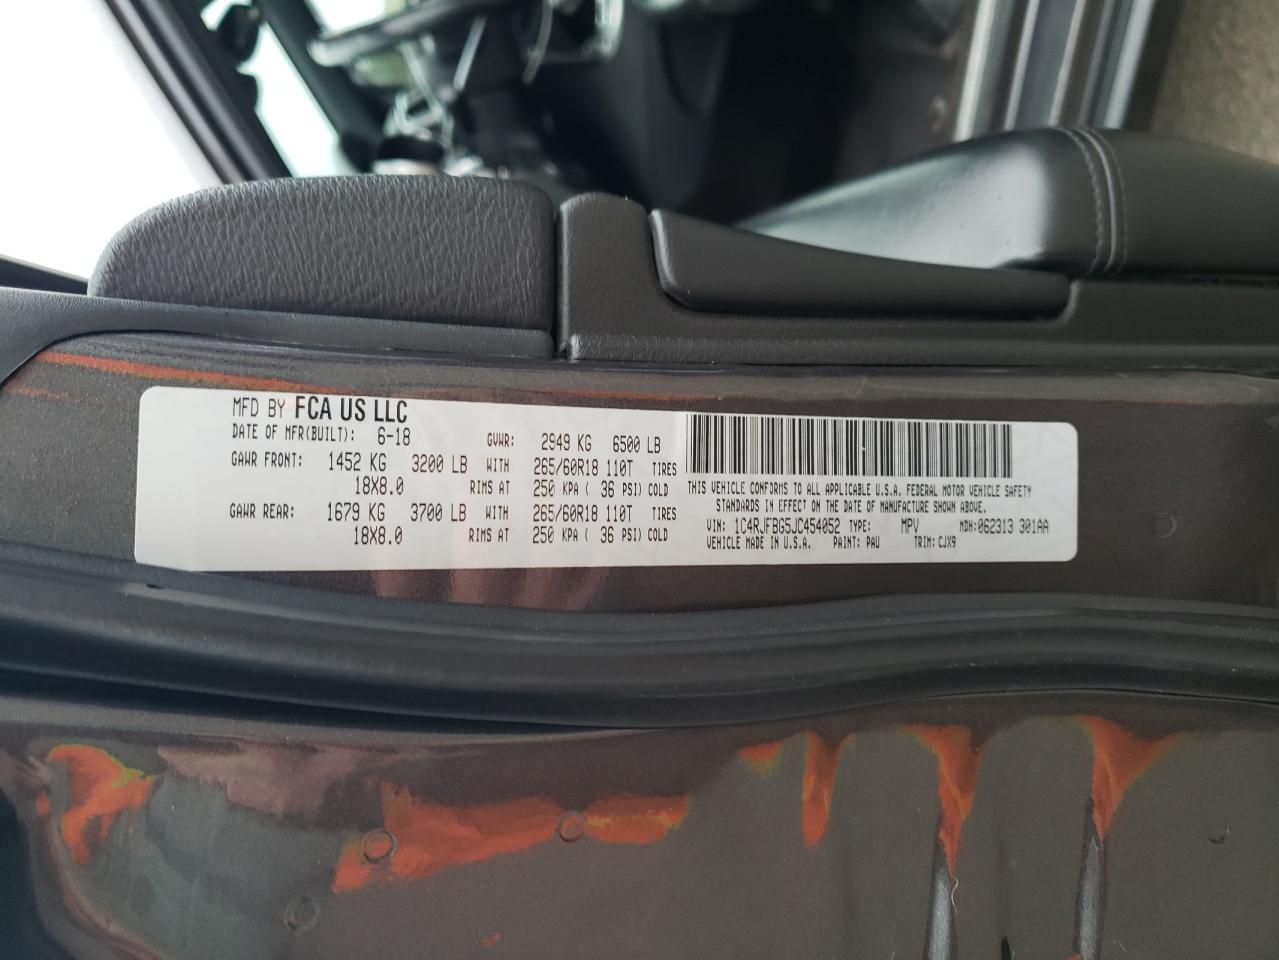 MFD BY FCA US LLC
DATE OF MFR(BUILT): 6-18 GVWR: 2949 KG 6500 LB
GAWR FRONT: 1452 KG 3200 LB WITH 265/60R18 110T TIRES
18X8.0 RIMS AT 250 KPA ( 36 PSI) COLD
GAWR REAR: 1679 KG 3700 LB WITH 265/60R18 110T TIRES
18X8.0 RIMS AT 250 KPA ( 36 PSI) COLD
THIS VEHICLE CONFORMS TO ALL APPLICABLE U.S.A. FEDERAL MOTOR VEHICLE SAFETY
STANDARDS IN EFFECT ON THE DATE OF MANUFACTURE SHOWN ABOVE.
VIN: 1C4RJFBG5JC454052 TYPE: MPV MDH: 062313 301AA
VEHICLE MADE IN U.S.A. PAINT: PAU TRIM: CJX9